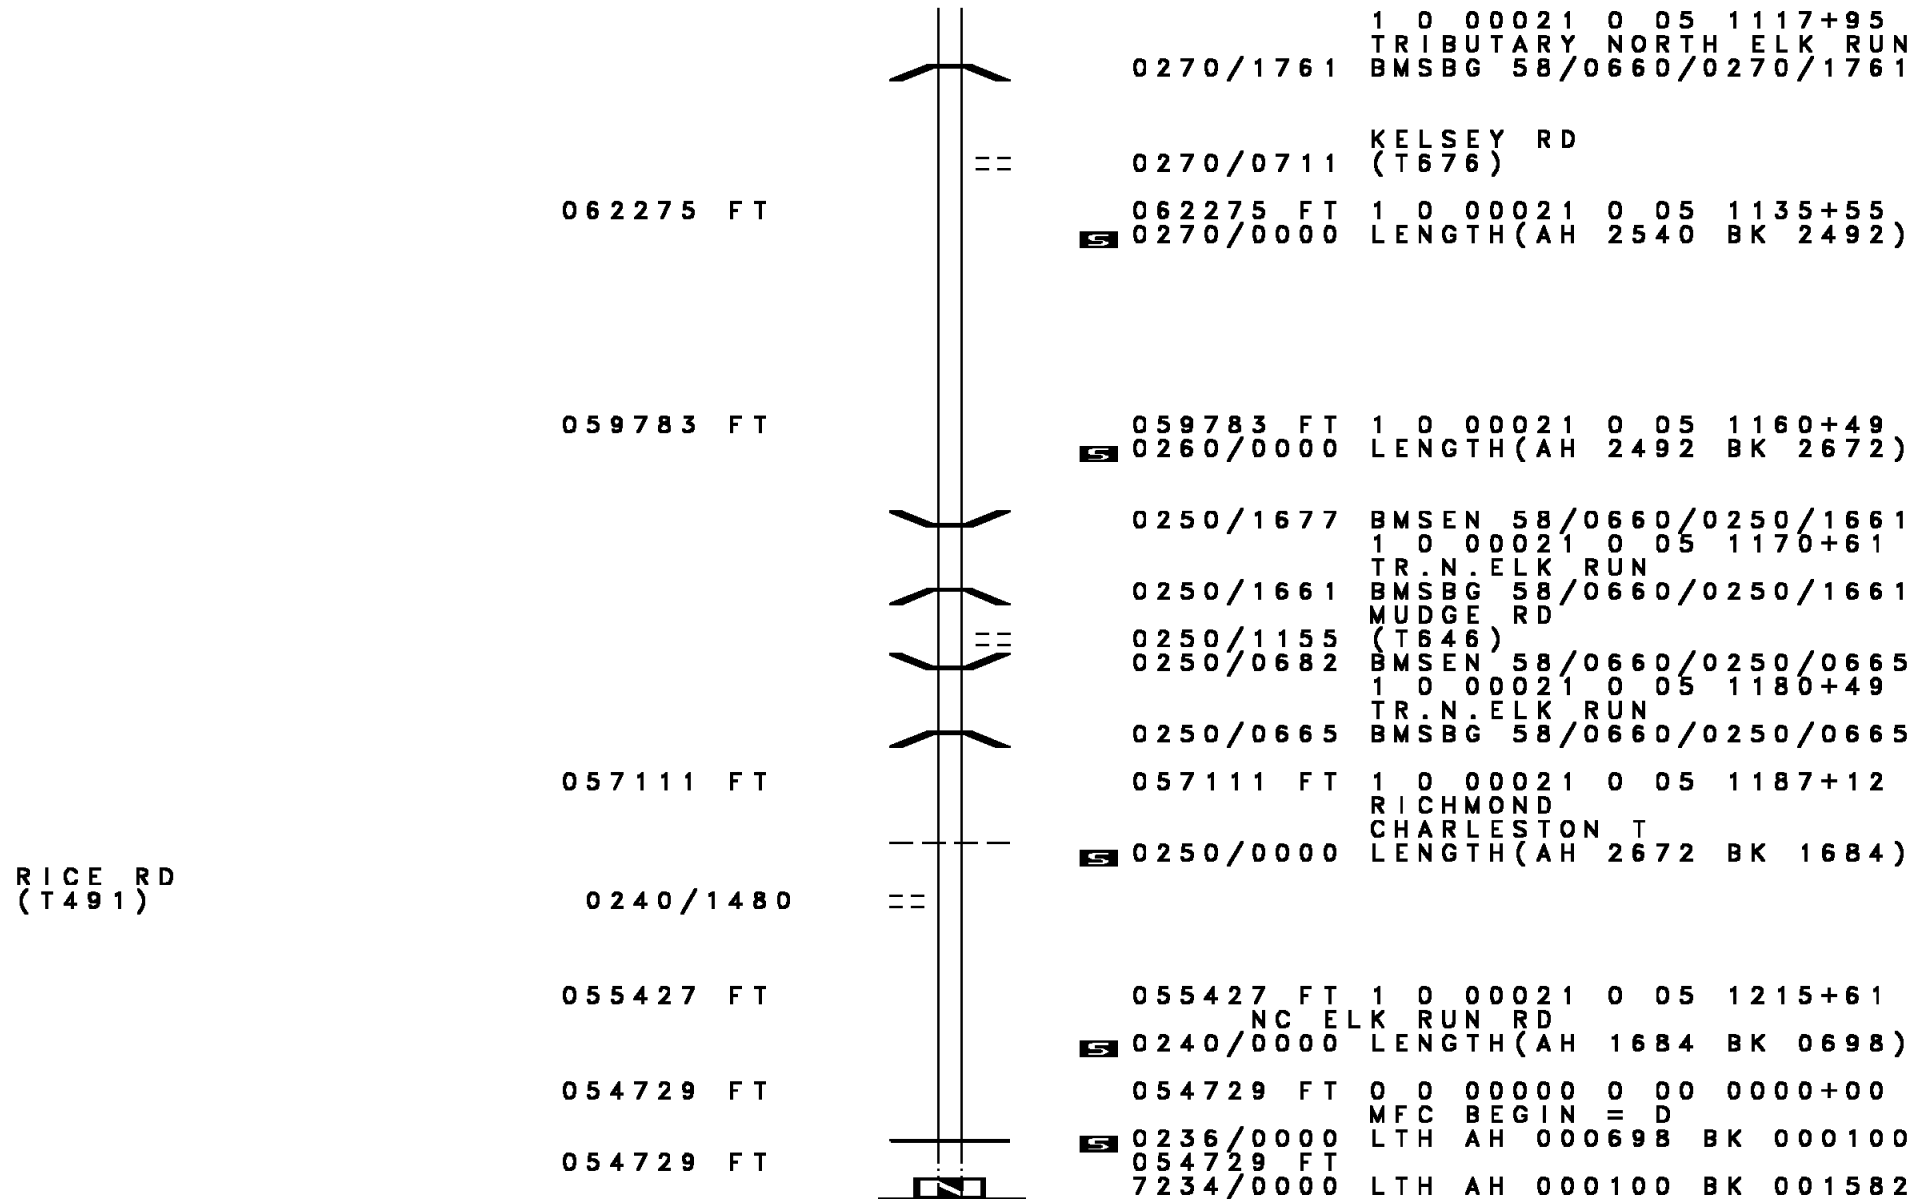 1 0 00021 0 05 1117+95
TRIBUTARY NORTH ELK RUN
0270/1761 BMSBG 58/0660/0270/1761
KELSEY RD
0270/0711 (T676)
062275 FT 062275 FT 1 0 00021 0 05 1135+55
S 0270/0000 LENGTH(AH 2540 BK 2492)
059783 FT 059783 FT 1 0 00021 0 05 1160+49
S 0260/0000 LENGTH(AH 2492 BK 2672)
0250/1677 BMSEN 58/0660/0250/1661
1 0 00021 0 05 1170+61
TR.N.ELK RUN
0250/1661 BMSBG 58/0660/0250/1661
MUDGE RD
0250/1155 (T646)
0250/0682 BMSEN 58/0660/0250/0665
1 0 00021 0 05 1180+49
TR.N.ELK RUN
0250/0665 BMSBG 58/0660/0250/0665
057111 FT 057111 FT 1 0 00021 0 05 1187+12
RICHMOND
CHARLESTON T
S 0250/0000 LENGTH(AH 2672 BK 1684)
RICE RD
(T491) 0240/1480
055427 FT 055427 FT 1 0 00021 0 05 1215+61
NC ELK RUN RD
S 0240/0000 LENGTH(AH 1684 BK 0698)
054729 FT 054729 FT 0 0 00000 0 00 0000+00
MFC BEGIN = D
S 0236/0000 LTH AH 000698 BK 000100
054729 FT 054729 FT
7234/0000 LTH AH 000100 BK 001582